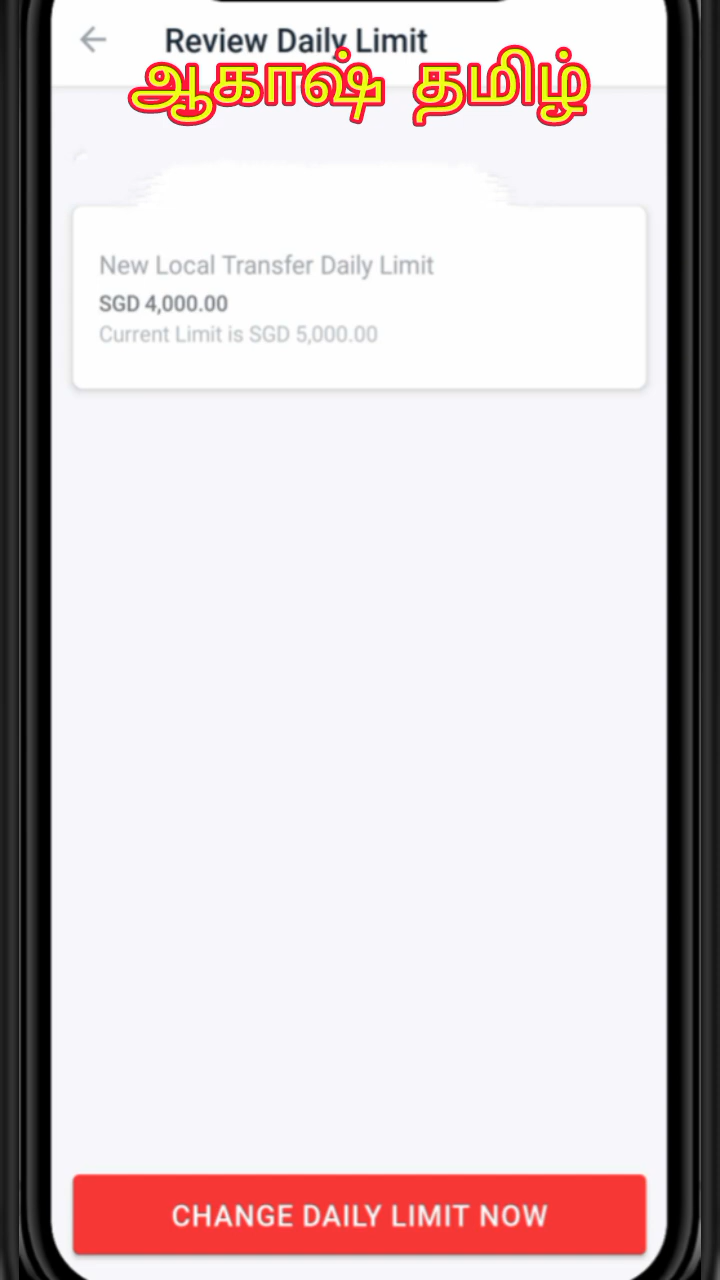 Review Daily Limit
ஆகாஷ் தமிழ்
New Local Transfer Daily Limit
SGD 4,000.00
Current Limit is SGD 5,000.00
CHANGE DAILY LIMIT NOW